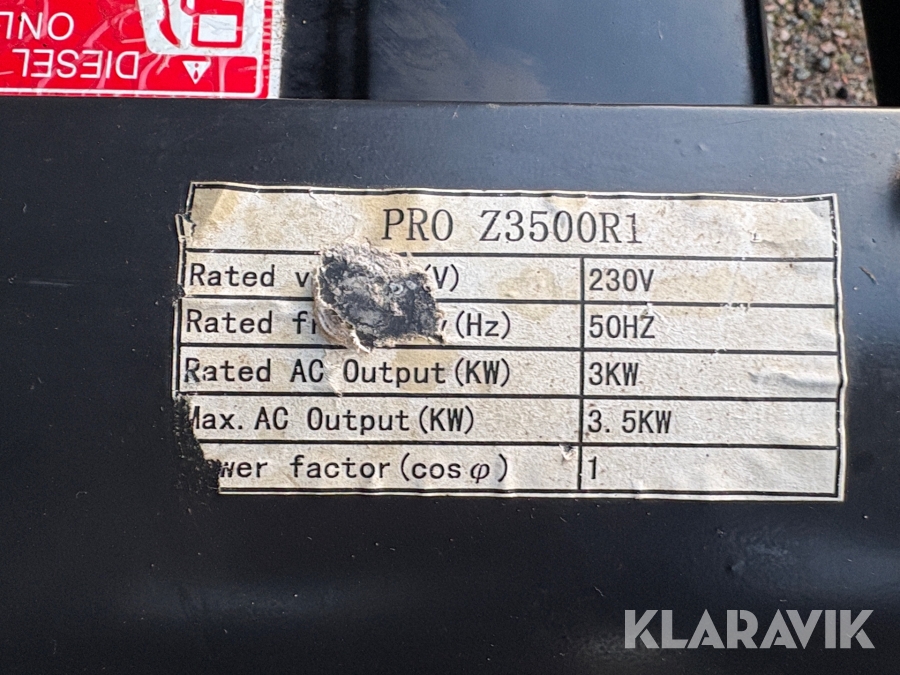 DIESEL
ONL
PRO Z3500R1
Rated (V) 230V
Rated (Hz) 50HZ
Rated AC Output(KW) 3KW
Max. AC Output(KW) 3.5KW
factor(cosφ) 1
KLARAVIK